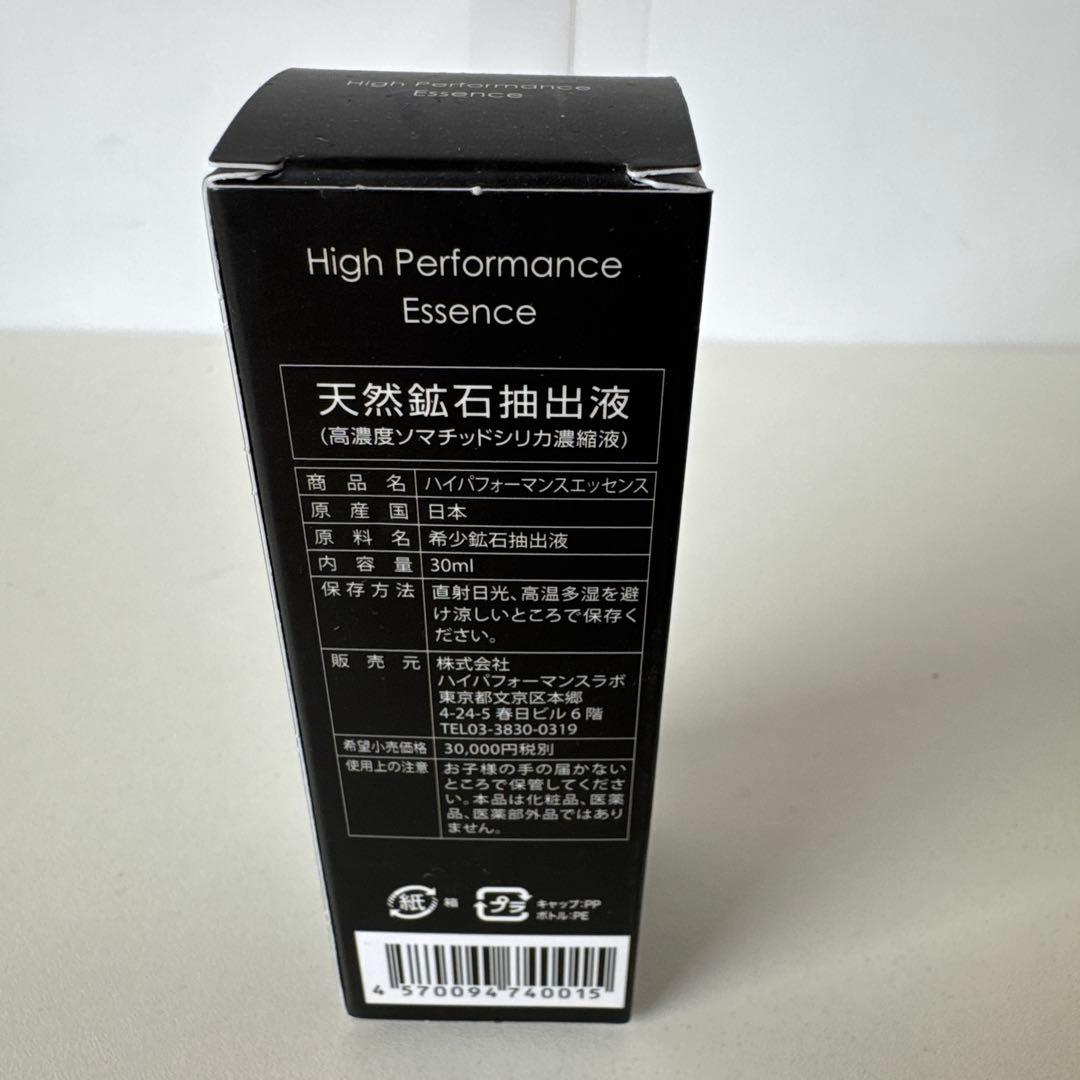 High Performance
Essence
High Performance
Essence
天然鉱石抽出液
(高濃度ソマチッドシリカ濃縮液)
商品名 ハイパフォーマンスエッセンス
原産国 日本
原料名 希少鉱石抽出液
内容量 30ml
保存方法 直射日光、高温多湿を避
け涼しいところで保存く
ださい。
販売元 株式会社
ハイパフォーマンスラボ
東京都文京区本郷
4-24-5 春日ビル 6 階
TEL03-3830-0319
希望小売価格 30,000円税別
使用上の注意 お子様の手の届かない
ところで保管してくださ
い。本品は化粧品、医薬
品、医薬部外品ではあり
ません。
紙 箱 プラ キャップ:PP
ボトル:PE
4 570094 740015